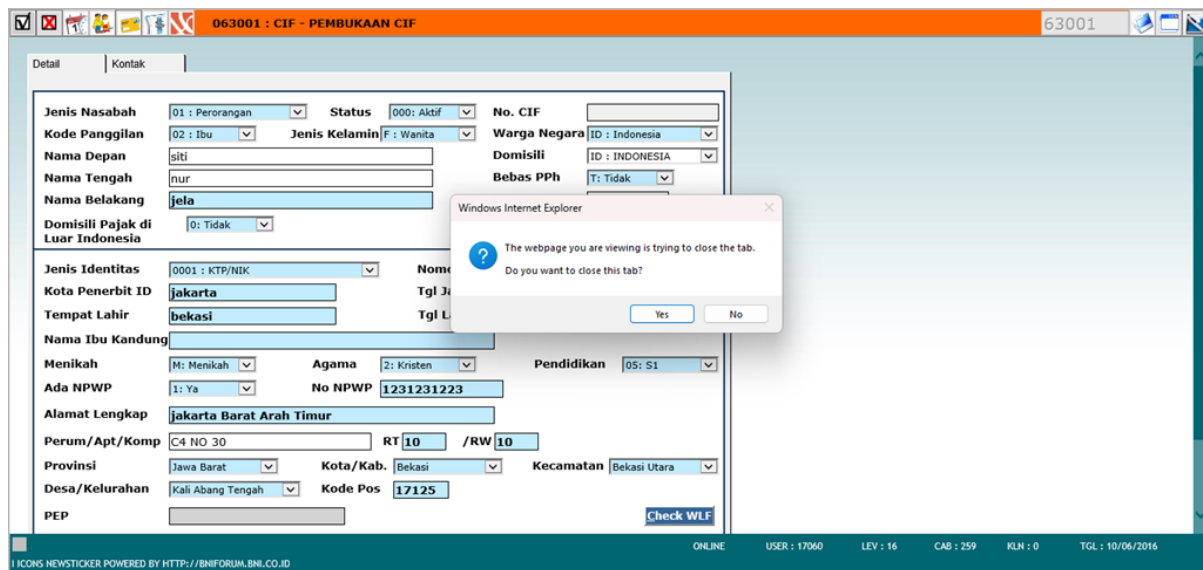 063001 : CIF - PEMBUKAAN CIF 63001
Detail Kontak
Jenis Nasabah 01 : Perorangan Status 000: Aktif No. CIF
Kode Panggilan 02 : Ibu Jenis Kelamin F : Wanita Warga Negara ID : Indonesia
Nama Depan siti Domisili ID : INDONESIA
Nama Tengah nur Bebas PPh T: Tidak
Nama Belakang jela
Domisili Pajak di 0: Tidak
Luar Indonesia
Windows Internet Explorer
The webpage you are viewing is trying to close the tab.
Do you want to close this tab?
Yes No
Jenis Identitas 0001 : KTP/NIK
Kota Penerbit ID jakarta
Tempat Lahir bekasi
Nama Ibu Kandung
Menikah M: Menikah Agama 2: Kristen Pendidikan 05: S1
Ada NPWP 1: Ya No NPWP 1231231223
Alamat Lengkap jakarta Barat Arah Timur
Perum/Apt/Komp C4 NO 30 RT 10 /RW 10
Provinsi Jawa Barat Kota/Kab. Bekasi Kecamatan Bekasi Utara
Desa/Kelurahan Kali Abang Tengah Kode Pos 17125
PEP Check WLF
ONLINE USER : 17060 LEV : 16 CAB : 259 KLN : 0 TGL : 10/06/2016
I ICONS NEWSTICKER POWERED BY HTTP://BNIFORUM.BNI.CO.ID